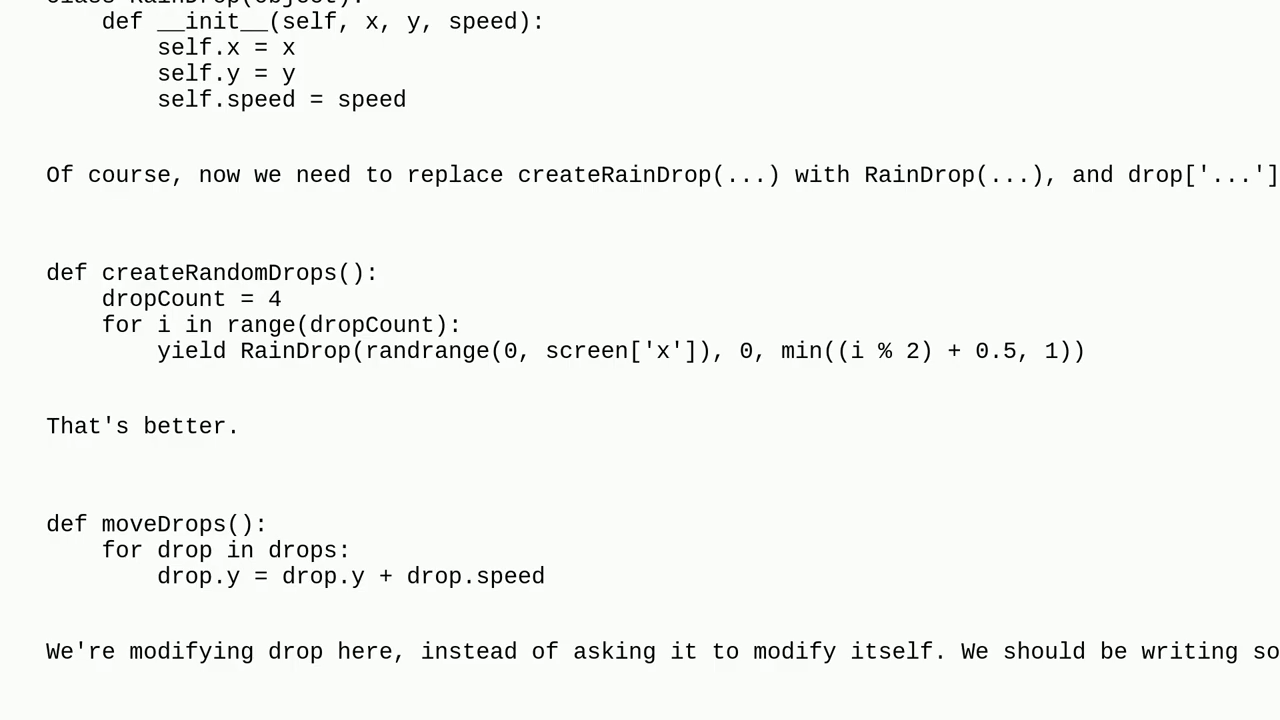 class RainDrop(object):
    def __init__(self, x, y, speed):
        self.x = x
        self.y = y
        self.speed = speed
Of course, now we need to replace createRainDrop(...) with RainDrop(...), and drop['...']
def createRandomDrops():
    dropCount = 4
    for i in range(dropCount):
        yield RainDrop(randrange(0, screen['x']), 0, min((i % 2) + 0.5, 1))
That's better.
def moveDrops():
    for drop in drops:
        drop.y = drop.y + drop.speed
We're modifying drop here, instead of asking it to modify itself. We should be writing so